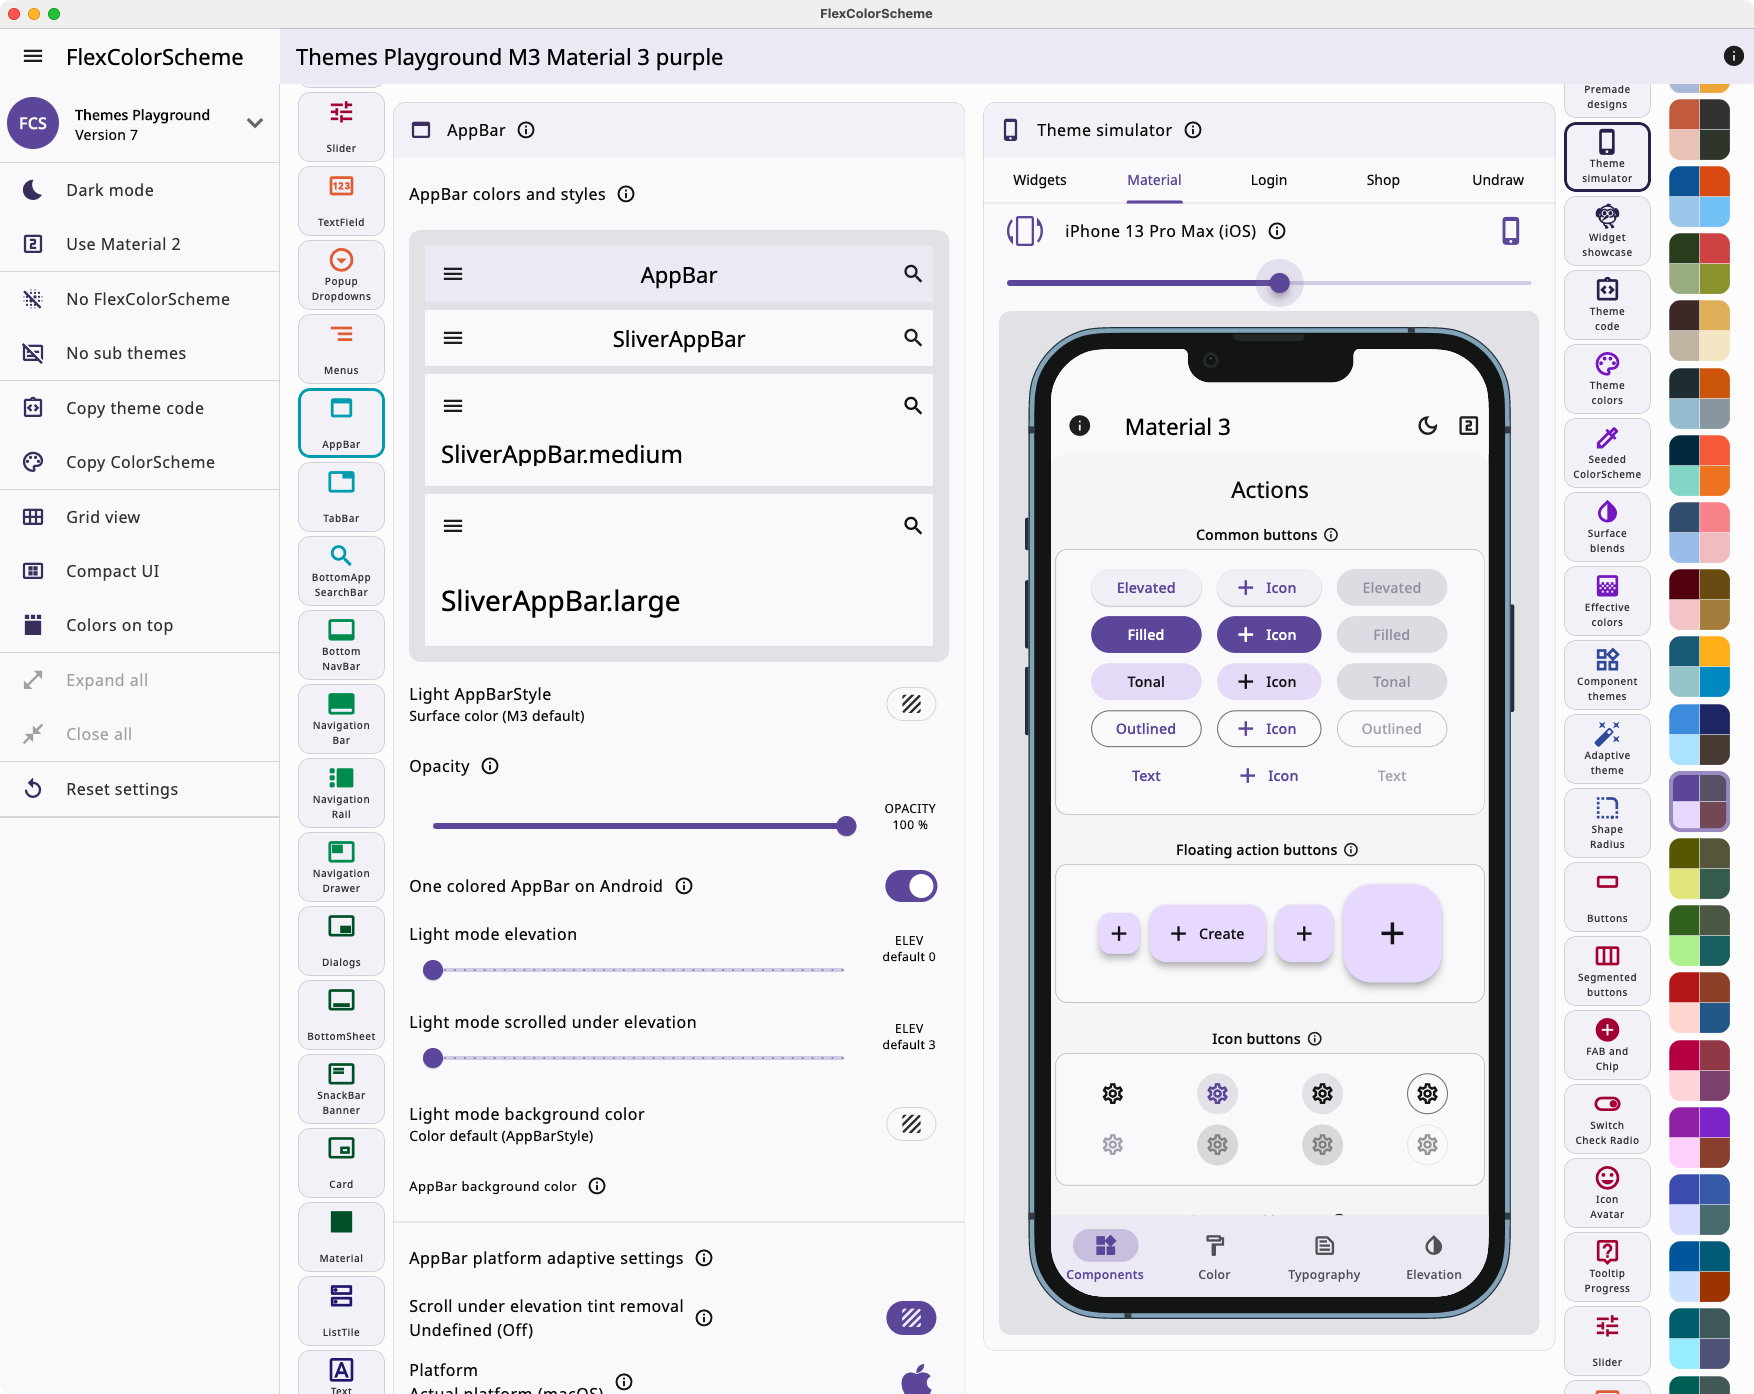 FlexColorScheme
FlexColorScheme
Themes Playground M3 Material 3 purple
FCS
Themes Playground
Version 7
Dark mode
Use Material 2
No FlexColorScheme
No sub themes
Copy theme code
Copy ColorScheme
Grid view
Compact UI
Colors on top
Expand all
Close all
Reset settings
Slider
123
TextField
Popup
Dropdowns
Menus
AppBar
TabBar
BottomApp
SearchBar
Bottom
NavBar
Navigation
Bar
Navigation
Rail
Navigation
Drawer
Dialogs
BottomSheet
SnackBar
Banner
Card
Material
ListTile
A
Text
AppBar
AppBar colors and styles
AppBar
SliverAppBar
SliverAppBar.medium
SliverAppBar.large
Light AppBarStyle
Surface color (M3 default)
Opacity
OPACITY
100 %
One colored AppBar on Android
Light mode elevation
ELEV
default 0
Light mode scrolled under elevation
ELEV
default 3
Light mode background color
Color default (AppBarStyle)
AppBar background color
AppBar platform adaptive settings
Scroll under elevation tint removal
Undefined (Off)
Platform
Actual platform (macOS)
Theme simulator
Widgets
Material
Login
Shop
Undraw
iPhone 13 Pro Max (iOS)
Material 3
2
Actions
Common buttons
Elevated
Icon
Elevated
Filled
Icon
Filled
Tonal
Icon
Tonal
Outlined
Icon
Outlined
Text
Icon
Text
Floating action buttons
Create
Icon buttons
Components
Color
Typography
Elevation
Premade
designs
Theme
simulator
Widget
showcase
Theme
code
Theme
colors
Seeded
ColorScheme
Surface
blends
Effective
colors
Component
themes
Adaptive
theme
Shape
Radius
Buttons
Segmented
buttons
FAB and
Chip
Switch
Check Radio
Icon
Avatar
Tooltip
Progress
Slider